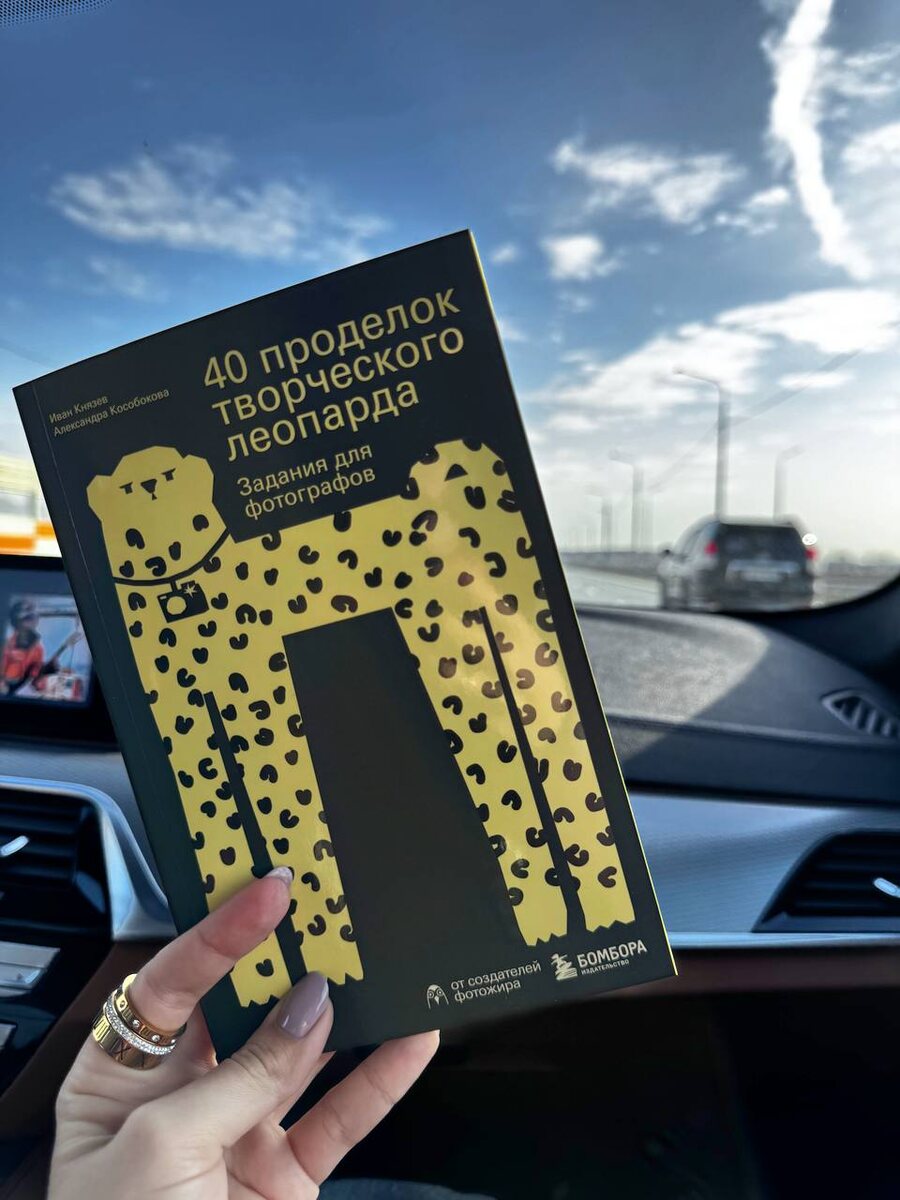 Иван Князев
Александра Кособокова
40 проделок
творческого
леопарда
Задания для
фотографов
от создателей
фотожира
БОМБОРА
ИЗДАТЕЛЬСТВО